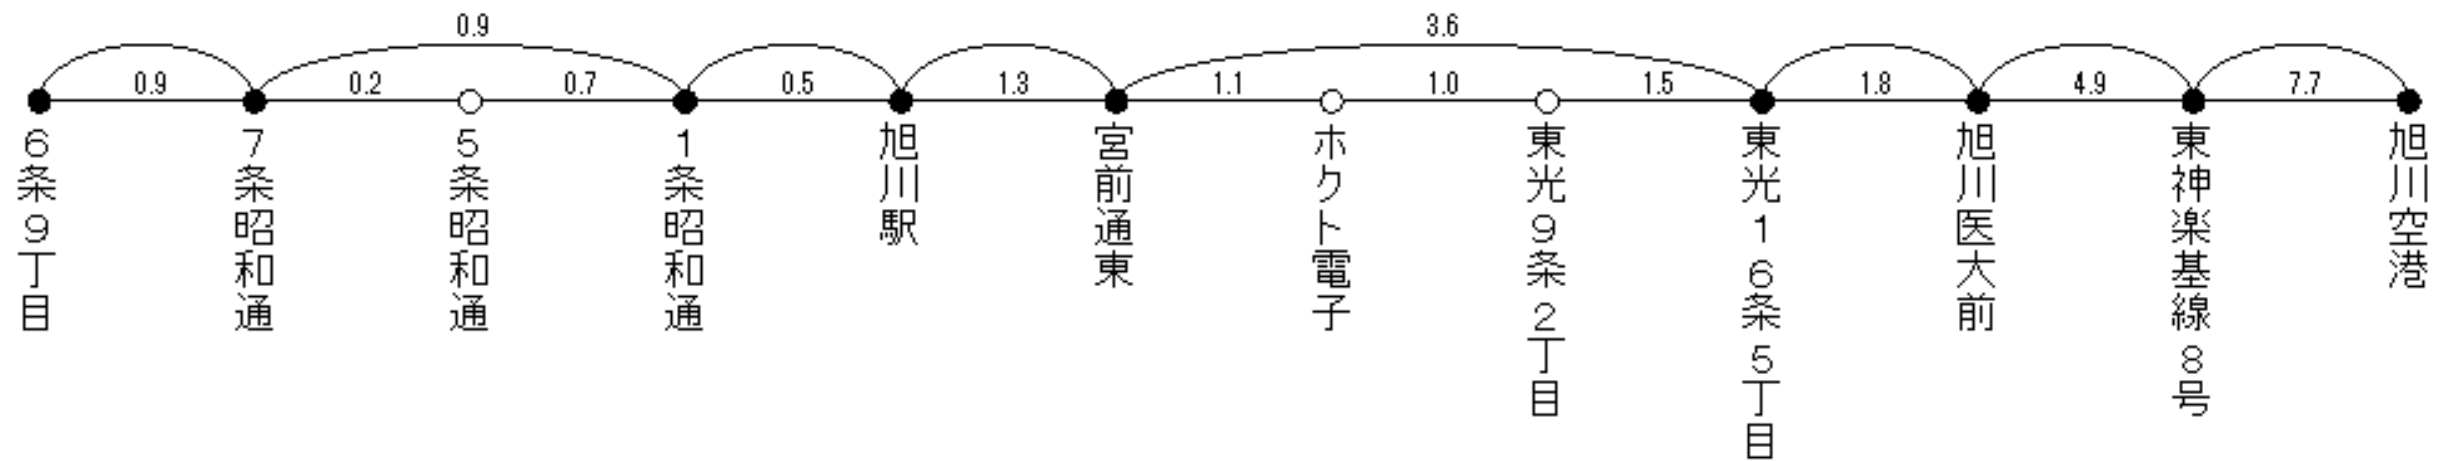 0.9
3.6
0.9
0.2
0.7
0.5
1.3
1.1
1.0
1.5
1.8
4.9
7.7
6条9丁目
7条昭和通
5条昭和通
1条昭和通
旭川駅
宮前通東
ホクト電子
東光9条2丁目
東光16条5丁目
旭川医大前
東神楽基線8号
旭川空港